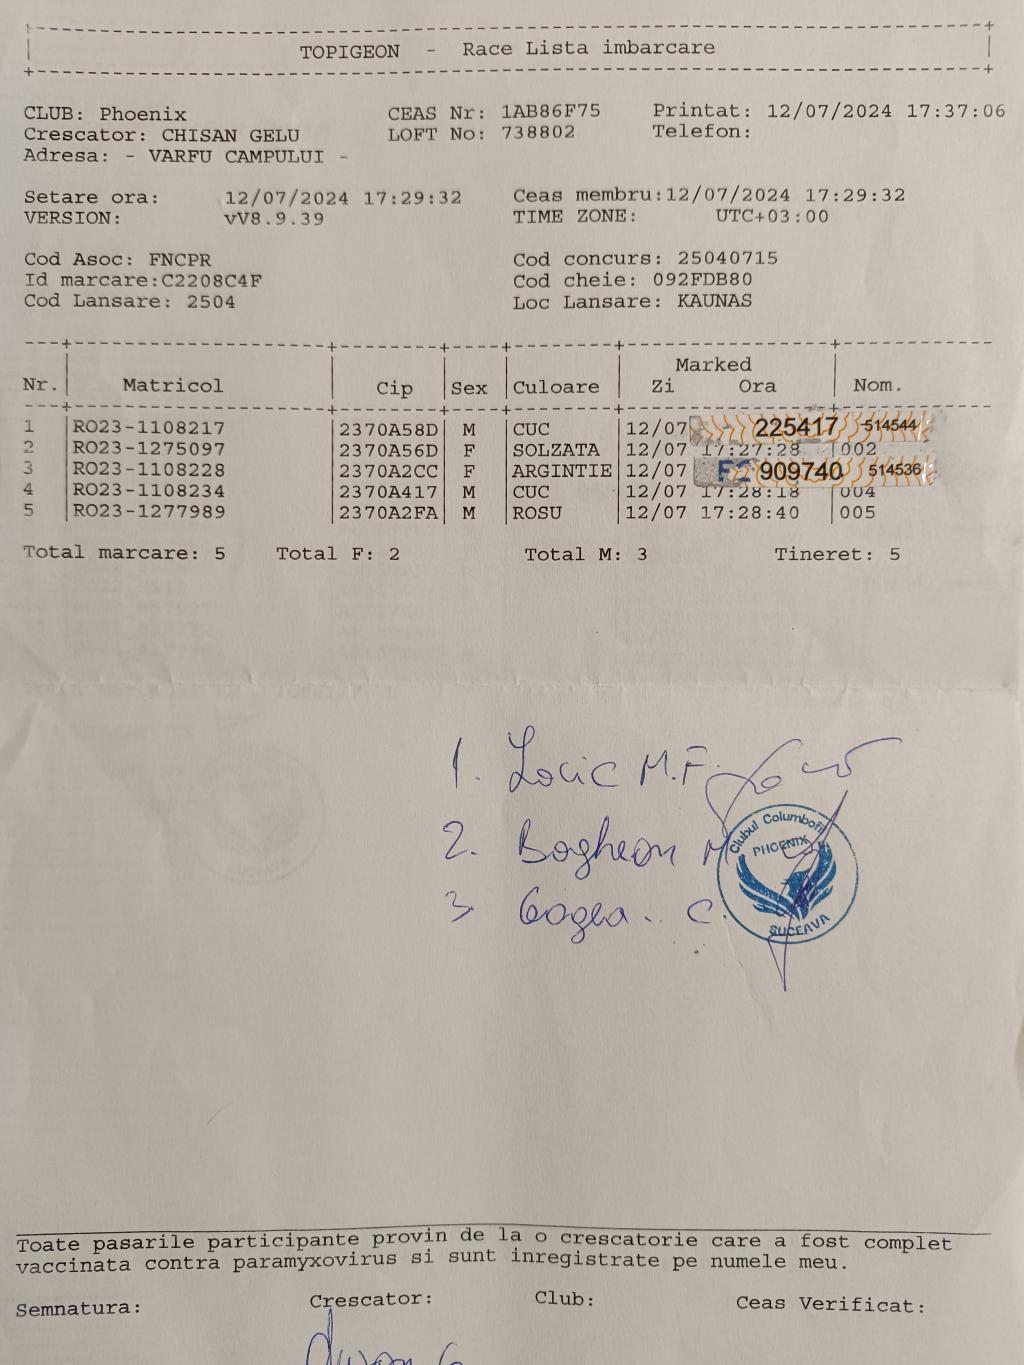 TOPIGEON - Race Lista imbarcare
CLUB: Phoenix CEAS Nr: 1AB86F75 Printat: 12/07/2024 17:37:06
Crescator: CHISAN GELU LOFT No: 738802 Telefon:
Adresa: - VARFU CAMPULUI -
Setare ora: 12/07/2024 17:29:32 Ceas membru:12/07/2024 17:29:32
VERSION: vV8.9.39 TIME ZONE: UTC+03:00
Cod Asoc: FNCPR Cod concurs: 25040715
Id marcare:C2208C4F Cod cheie: 092FDB80
Cod Lansare: 2504 Loc Lansare: KAUNAS
Marked
Nr. Matricol Cip Sex Culoare Zi Ora Nom.
1 RO23-1108217 2370A58D M CUC 12/07 225417 514544
2 RO23-1275097 2370A56D F SOLZATA 12/07 17:27:28 002
3 RO23-1108228 2370A2CC F ARGINTIE 12/07 909740 514536
4 RO23-1108234 2370A417 M CUC 12/07 17:28:18 004
5 RO23-1277989 2370A2FA M ROSU 12/07 17:28:40 005
Total marcare: 5 Total F: 2 Total M: 3 Tineret: 5
1. Locic M.F.
2. Bogheon M
3 Gogea.. C.
Clubul Columbofil
PHOENIX
SUCEAVA
Toate pasarile participante provin de la o crescatorie care a fost complet
vaccinata contra paramyxovirus si sunt inregistrate pe numele meu.
Semnatura: Crescator: Club: Ceas Verificat: